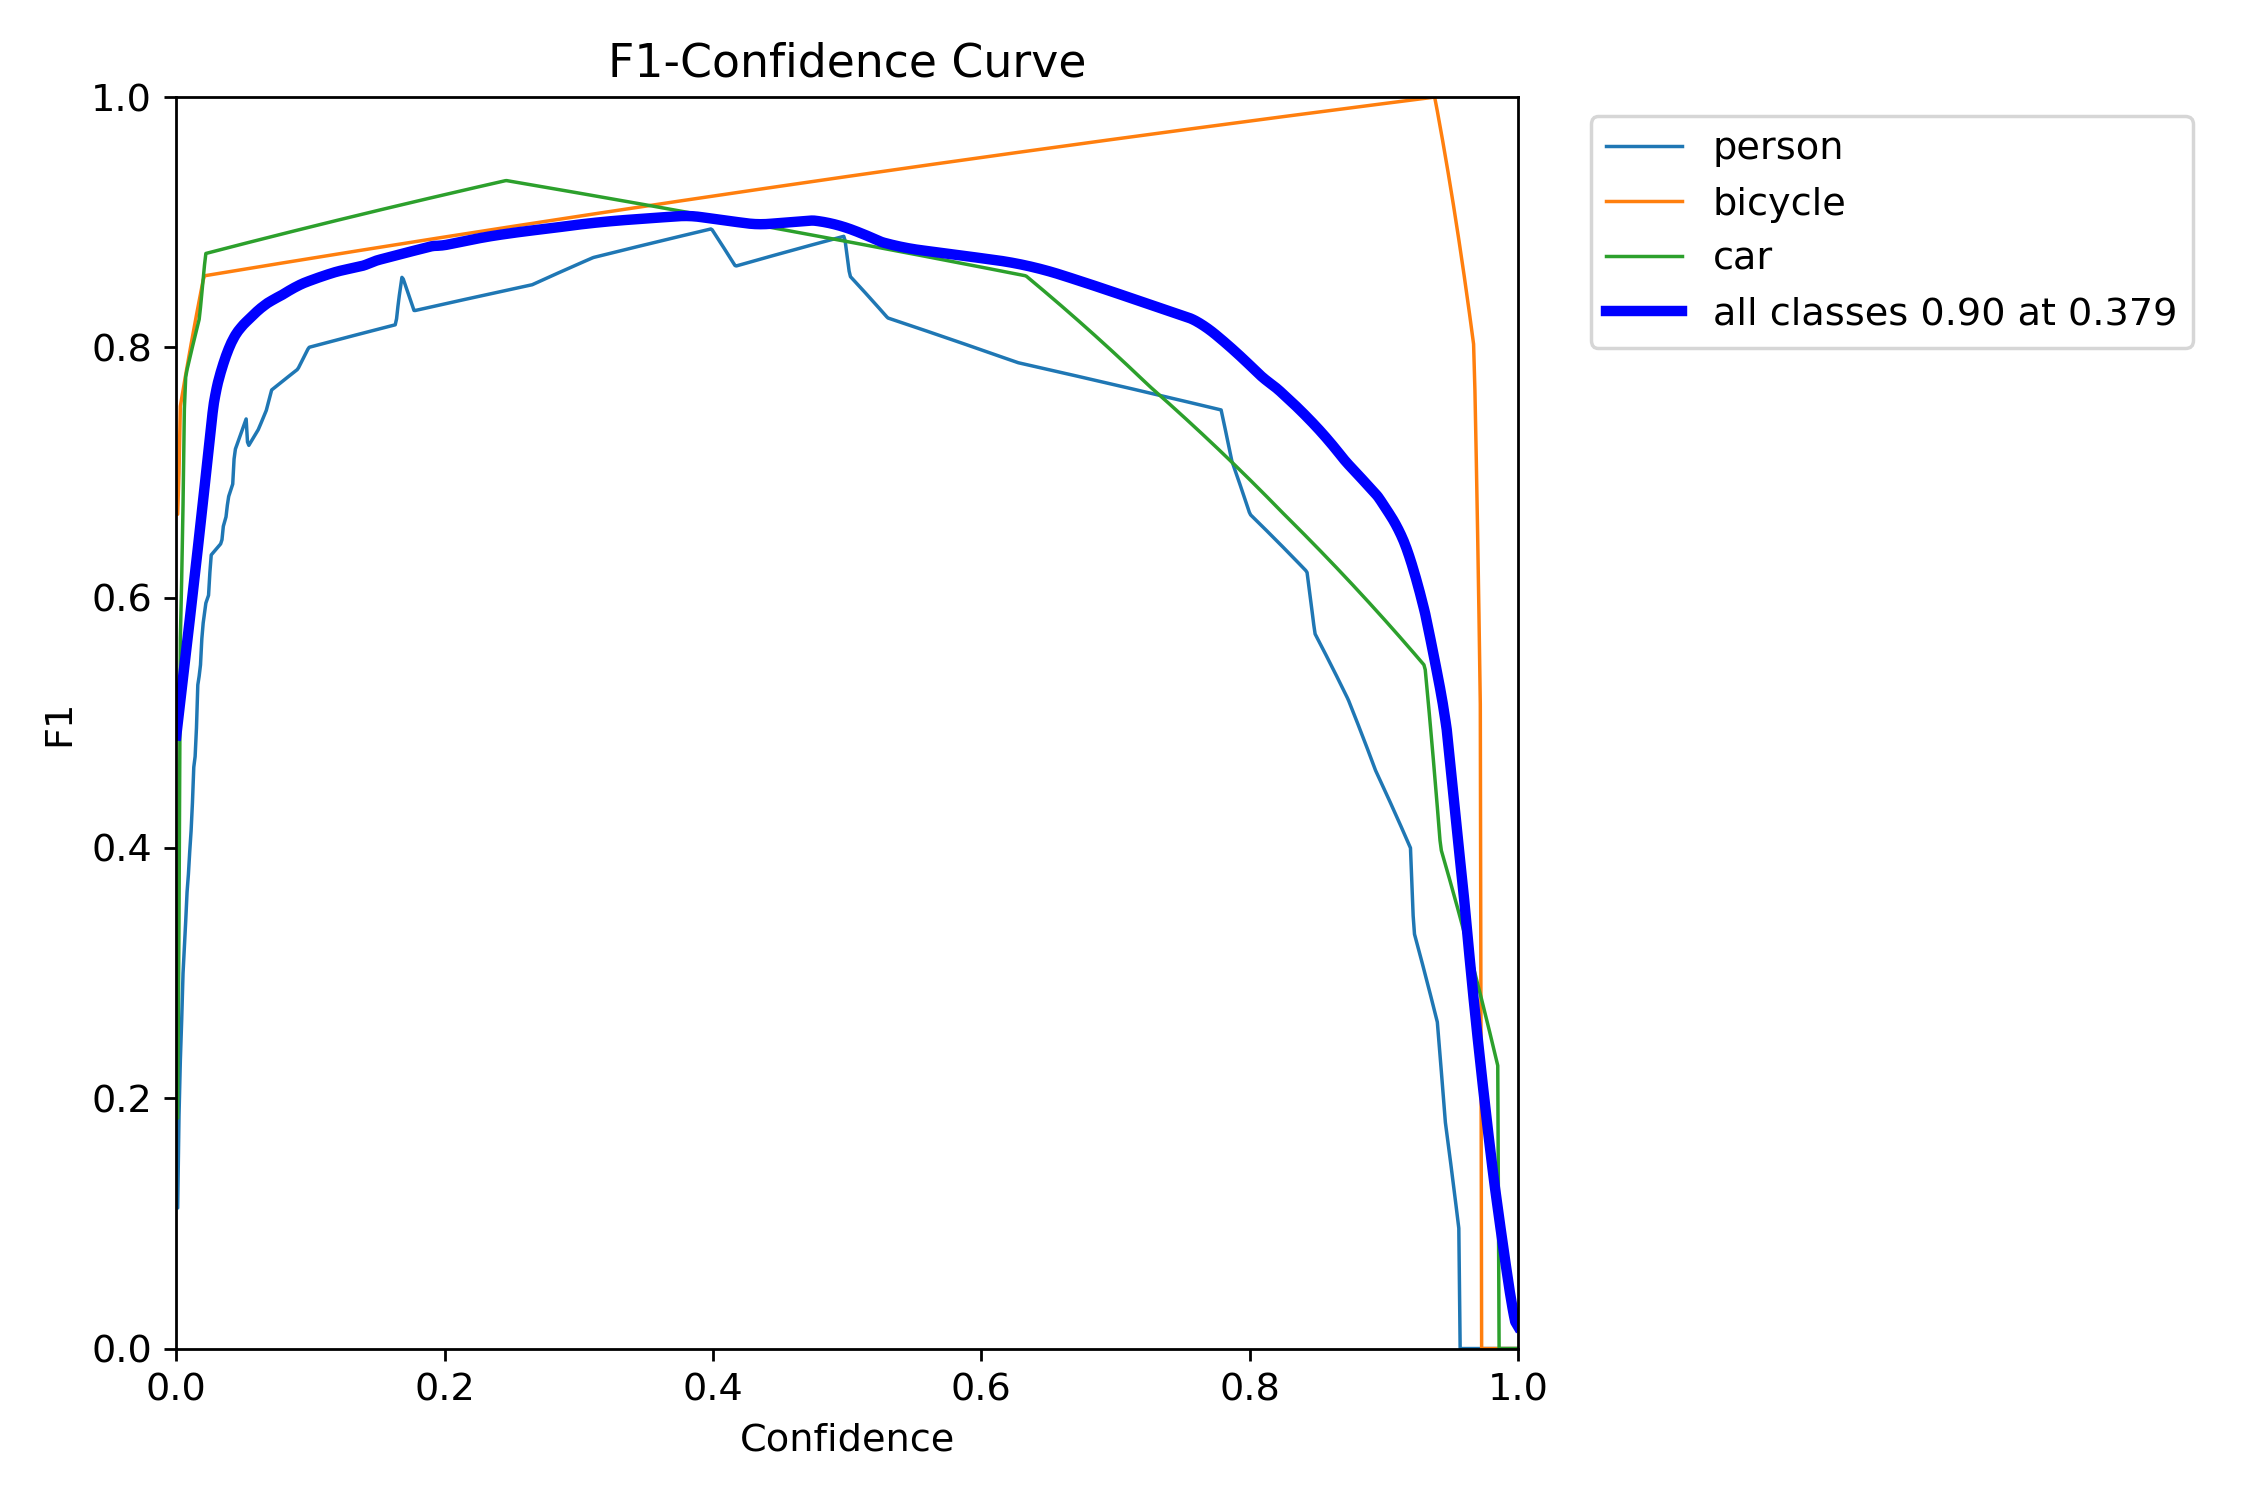 F1-Confidence Curve
1.0
0.8
0.6
0.4
0.2
0.0
F1
0.0 0.2 0.4 0.6 0.8 1.0
Confidence
person
bicycle
car
all classes 0.90 at 0.379